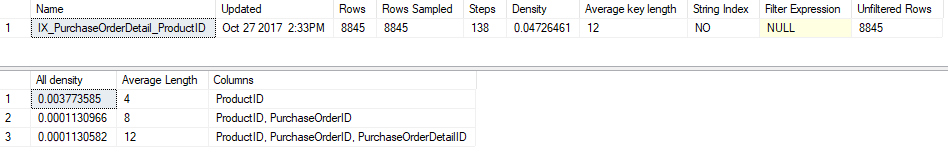 Name Updated Rows Rows Sampled Steps Density Average key length String Index Filter Expression Unfiltered Rows
1 IX_PurchaseOrderDetail_ProductID Oct 27 2017 2:33PM 8845 8845 138 0.04726461 12 NO NULL 8845
All density Average Length Columns
1 0.003773585 4 ProductID
2 0.0001130966 8 ProductID, PurchaseOrderID
3 0.0001130582 12 ProductID, PurchaseOrderID, PurchaseOrderDetailID